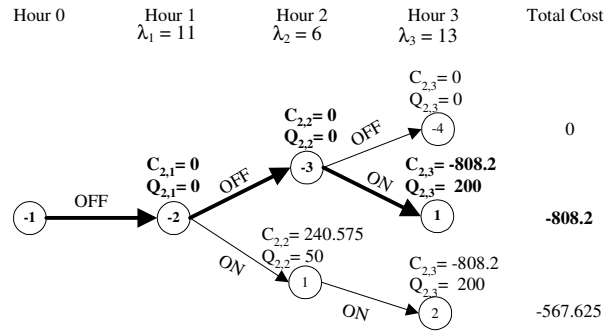 Hour 0 Hour 1 Hour 2 Hour 3 Total Cost
λ1 = 11 λ2 = 6 λ3 = 13
C2,3= 0
Q2,3= 0
-4
0
C2,2= 0
Q2,2= 0
OFF
-3
C2,1= 0
Q2,1= 0
OFF
ON
C2,3= -808.2
Q2,3= 200
-1
OFF
-2
1
-808.2
C2,2= 240.575
Q2,2= 50
ON
1
C2,3= -808.2
Q2,3= 200
ON
2
-567.625